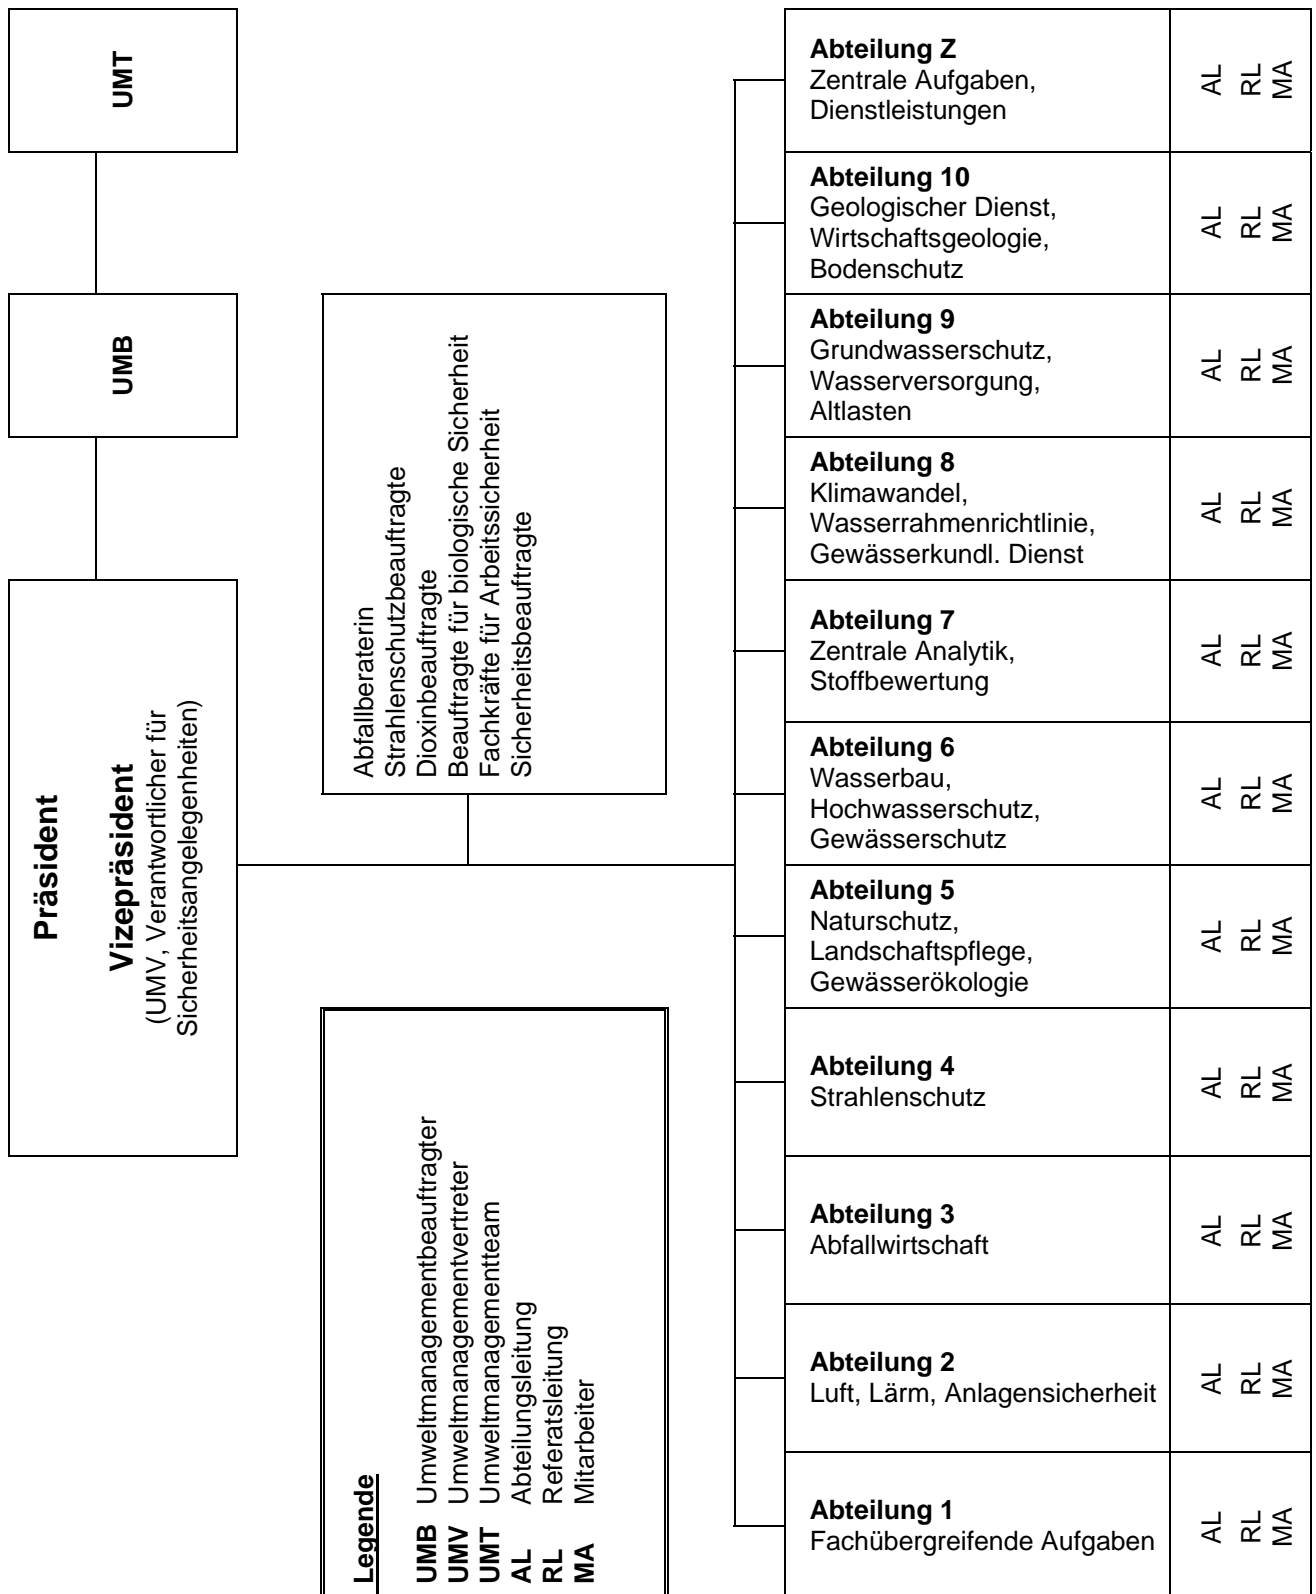 UMT
UMB
Präsident
Vizepräsident
(UMV, Verantwortlicher für
Sicherheitsangelegenheiten)
Abfallberaterin
Strahlenschutzbeauftragte
Dioxinbeauftragte
Beauftragte für biologische Sicherheit
Fachkräfte für Arbeitssicherheit
Sicherheitsbeauftragte
Legende
UMB Umweltmanagementbeauftragter
UMV Umweltmanagementvertreter
UMT Umweltmanagementteam
AL Abteilungsleitung
RL Referatsleitung
MA Mitarbeiter
Abteilung Z
Zentrale Aufgaben,
Dienstleistungen
AL
RL
MA
Abteilung 10
Geologischer Dienst,
Wirtschaftsgeologie,
Bodenschutz
AL
RL
MA
Abteilung 9
Grundwasserschutz,
Wasserversorgung,
Altlasten
AL
RL
MA
Abteilung 8
Klimawandel,
Wasserrahmenrichtlinie,
Gewässerkundl. Dienst
AL
RL
MA
Abteilung 7
Zentrale Analytik,
Stoffbewertung
AL
RL
MA
Abteilung 6
Wasserbau,
Hochwasserschutz,
Gewässerschutz
AL
RL
MA
Abteilung 5
Naturschutz,
Landschaftspflege,
Gewässerökologie
AL
RL
MA
Abteilung 4
Strahlenschutz
AL
RL
MA
Abteilung 3
Abfallwirtschaft
AL
RL
MA
Abteilung 2
Luft, Lärm, Anlagensicherheit
AL
RL
MA
Abteilung 1
Fachübergreifende Aufgaben
AL
RL
MA